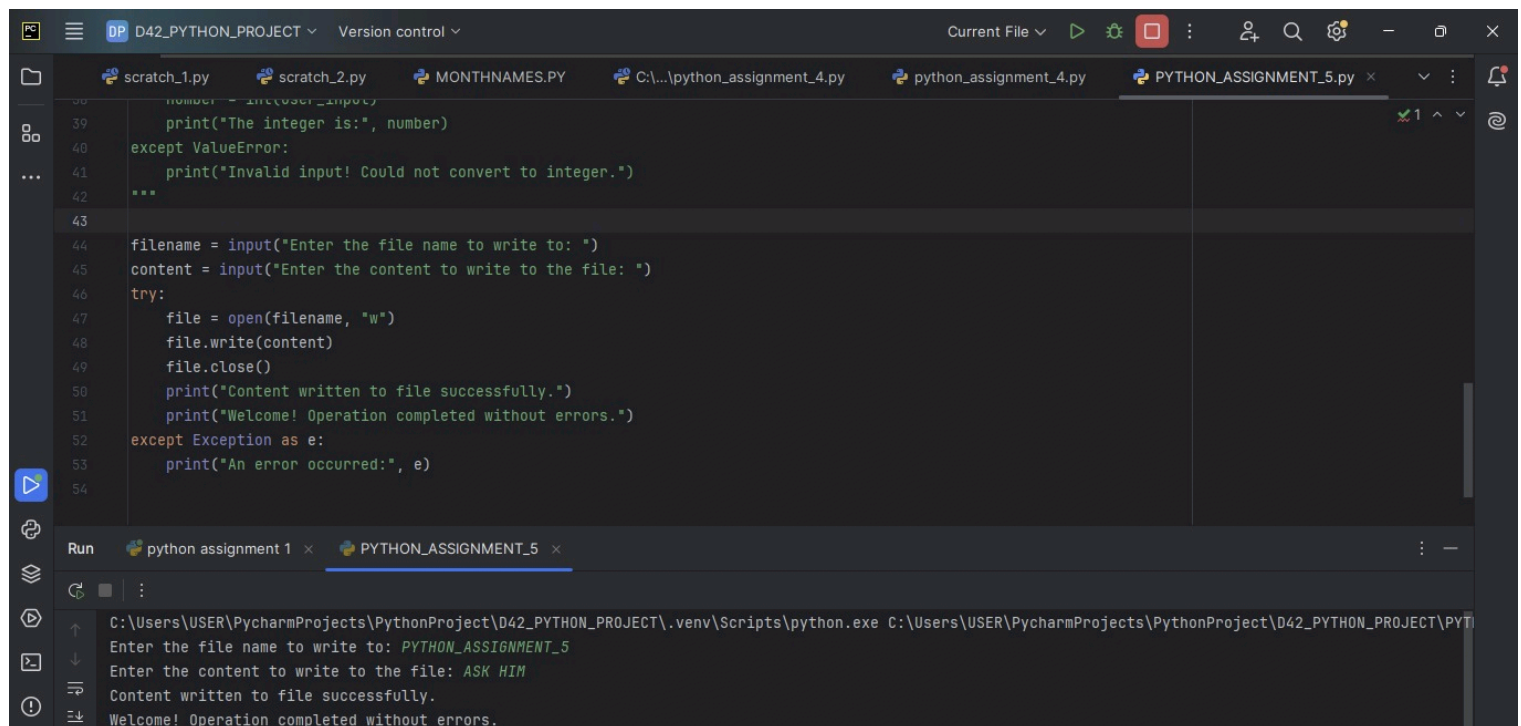 PC
DP D42_PYTHON_PROJECT Version control Current File
scratch_1.py scratch_2.py MONTHNAMES.PY C:\...\python_assignment_4.py python_assignment_4.py PYTHON_ASSIGNMENT_5.py
38 number = int(user_input)
39 print("The integer is:", number) 1
40 except ValueError:
41 print("Invalid input! Could not convert to integer.")
42 """
43
44 filename = input("Enter the file name to write to: ")
45 content = input("Enter the content to write to the file: ")
46 try:
47 file = open(filename, "w")
48 file.write(content)
49 file.close()
50 print("Content written to file successfully.")
51 print("Welcome! Operation completed without errors.")
52 except Exception as e:
53 print("An error occurred:", e)
54
Run python assignment 1 PYTHON_ASSIGNMENT_5
C:\Users\USER\PycharmProjects\PythonProject\D42_PYTHON_PROJECT\.venv\Scripts\python.exe C:\Users\USER\PycharmProjects\PythonProject\D42_PYTHON_PROJECT\PYT
Enter the file name to write to: PYTHON_ASSIGNMENT_5
Enter the content to write to the file: ASK HIM
Content written to file successfully.
Welcome! Operation completed without errors.